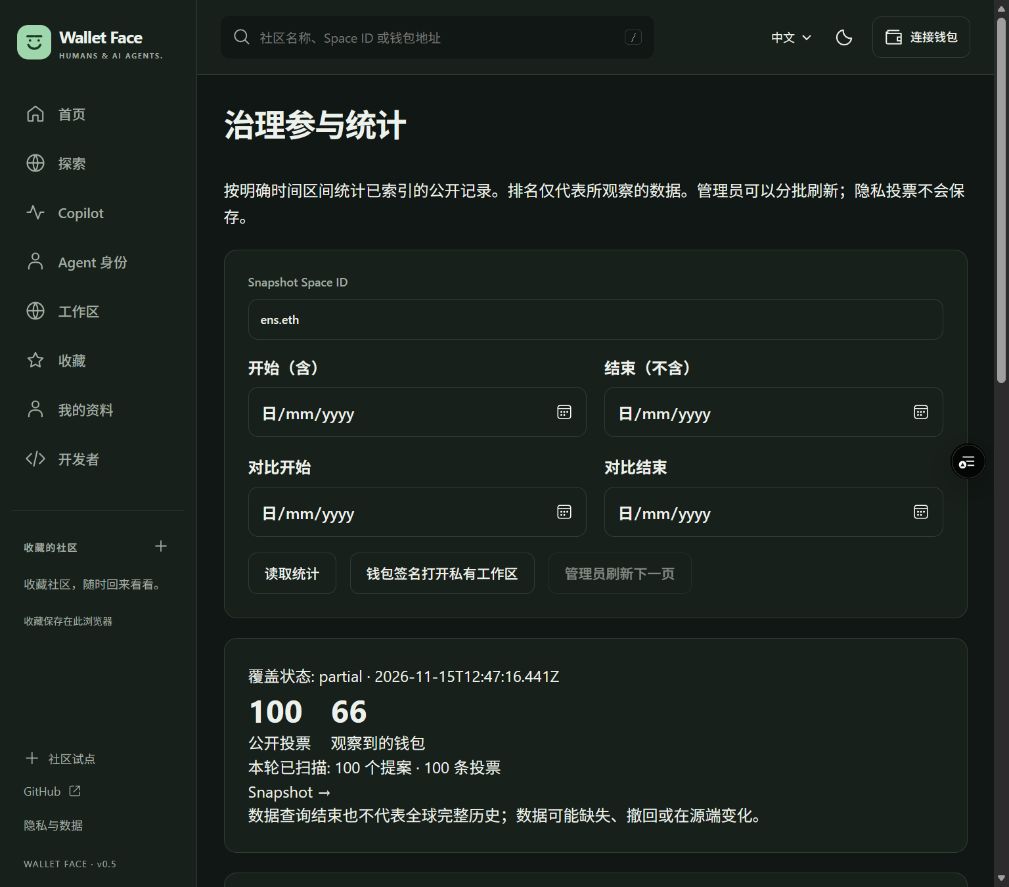 Wallet Face
HUMANS & AI AGENTS.
社区名称、Space ID 或钱包地址
/
中文
连接钱包
首页
探索
Copilot
Agent 身份
工作区
收藏
我的资料
开发者
收藏的社区
收藏社区，随时回来看看。
收藏保存在此浏览器
社区试点
GitHub
隐私与数据
WALLET FACE · v0.5
治理参与统计
按明确时间区间统计已索引的公开记录。排名仅代表所观察的数据。管理员可以分批刷新；隐私投票不会保
存。
Snapshot Space ID
ens.eth
开始（含）
结束（不含）
日/mm/yyyy
日/mm/yyyy
对比开始
对比结束
日/mm/yyyy
日/mm/yyyy
读取统计
钱包签名打开私有工作区
管理员刷新下一页
覆盖状态: partial · 2026-11-15T12:47:16.441Z
100 66
公开投票 观察到的钱包
本轮已扫描: 100 个提案 · 100 条投票
Snapshot →
数据查询结束也不代表全球完整历史；数据可能缺失、撤回或在源端变化。